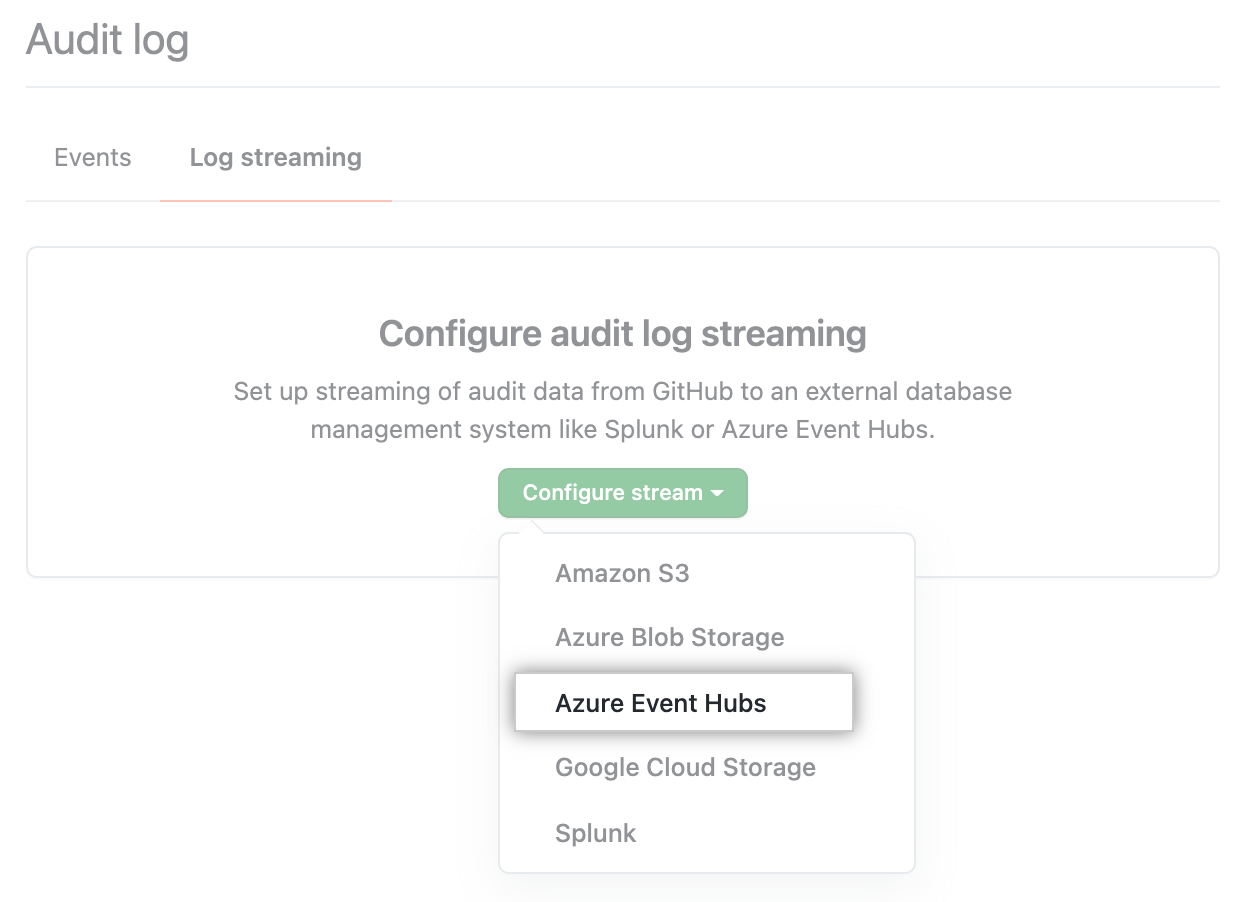 Audit log
Events
Log streaming
Configure audit log streaming
Set up streaming of audit data from GitHub to an external database
management system like Splunk or Azure Event Hubs.
Configure stream
Amazon S3
Azure Blob Storage
Azure Event Hubs
Google Cloud Storage
Splunk